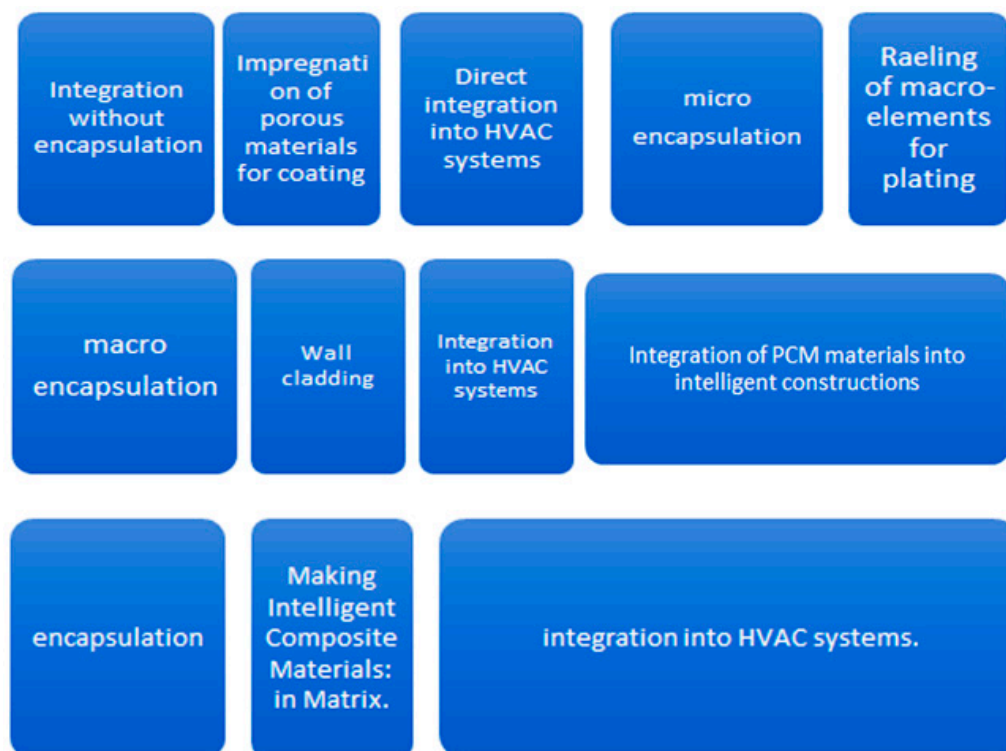 Integration
without
encapsulation
Impregnati
on of
porous
materials
for coating
Direct
integration
into HVAC
systems
micro
encapsulation
Raeling
of macro-
elements
for
plating
macro
encapsulation
Wall
cladding
Integration
into HVAC
systems
Integration of PCM materials into
intelligent constructions
encapsulation
Making
Intelligent
Composite
Materials:
in Matrix.
integration into HVAC systems.